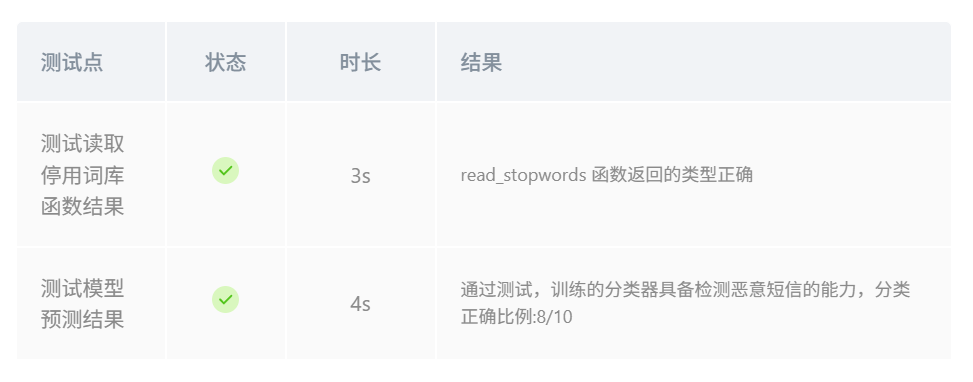 测试点 状态 时长 结果
测试读取
停用词库
函数结果
3s
read_stopwords 函数返回的类型正确
测试模型
预测结果
4s
通过测试，训练的分类器具备检测恶意短信的能力，分类
正确比例:8/10